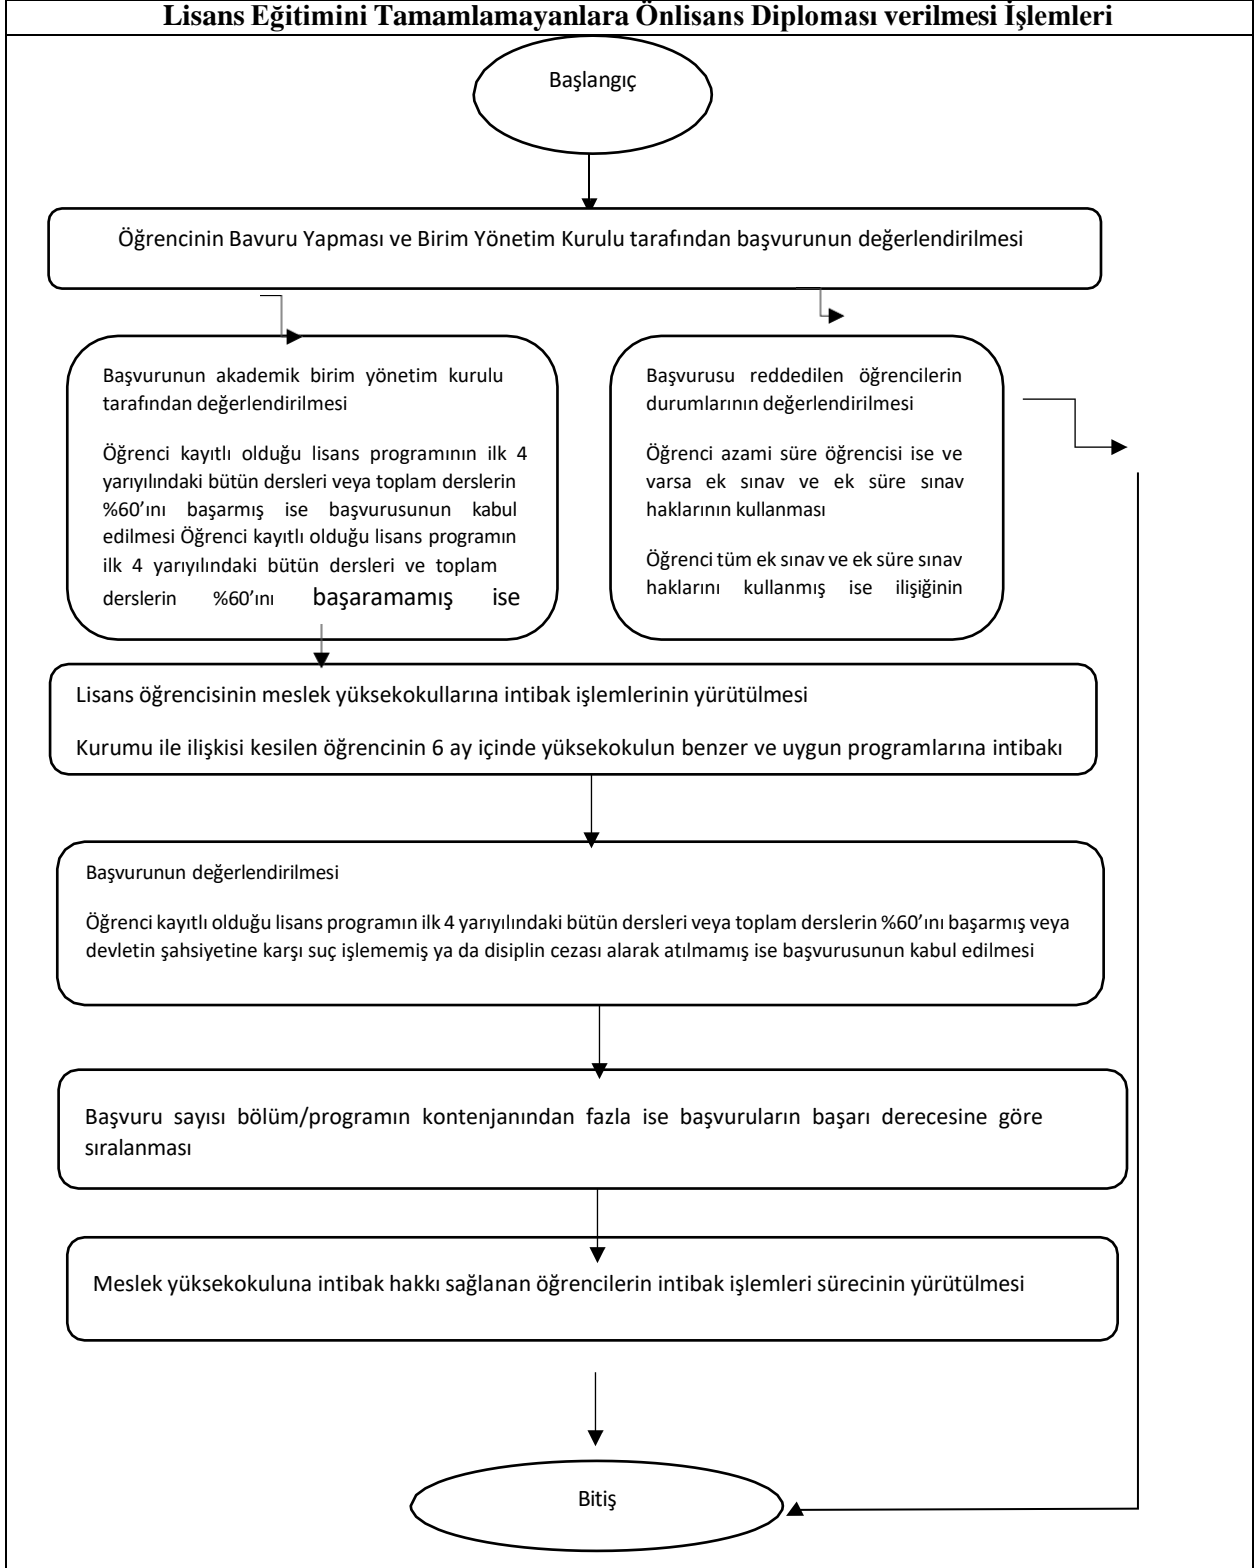 Lisans Eğitimini Tamamlamayanlara Önlisans Diploması verilmesi İşlemleri
Başlangıç
Öğrencinin Bavuru Yapması ve Birim Yönetim Kurulu tarafından başvurunun değerlendirilmesi
Başvurunun akademik birim yönetim kurulu
tarafından değerlendirilmesi
Öğrenci kayıtlı olduğu lisans programının ilk 4
yarıyılındaki bütün dersleri veya toplam derslerin
%60’ını başarmış ise başvurusunun kabul
edilmesi Öğrenci kayıtlı olduğu lisans programın
ilk 4 yarıyılındaki bütün dersleri ve toplam
derslerin %60’ını başaramamış ise
Başvurusu reddedilen öğrencilerin
durumlarının değerlendirilmesi
Öğrenci azami süre öğrencisi ise ve
varsa ek sınav ve ek süre sınav
haklarının kullanması
Öğrenci tüm ek sınav ve ek süre sınav
haklarını kullanmış ise ilişiğinin
Lisans öğrencisinin meslek yüksekokullarına intibak işlemlerinin yürütülmesi
Kurumu ile ilişkisi kesilen öğrencinin 6 ay içinde yüksekokulun benzer ve uygun programlarına intibakı
Başvurunun değerlendirilmesi
Öğrenci kayıtlı olduğu lisans programın ilk 4 yarıyılındaki bütün dersleri veya toplam derslerin %60’ını başarmış veya
devletin şahsiyetine karşı suç işlememiş ya da disiplin cezası alarak atılmamış ise başvurusunun kabul edilmesi
Başvuru sayısı bölüm/programın kontenjanından fazla ise başvuruların başarı derecesine göre
sıralanması
Meslek yüksekokuluna intibak hakkı sağlanan öğrencilerin intibak işlemleri sürecinin yürütülmesi
Bitiş